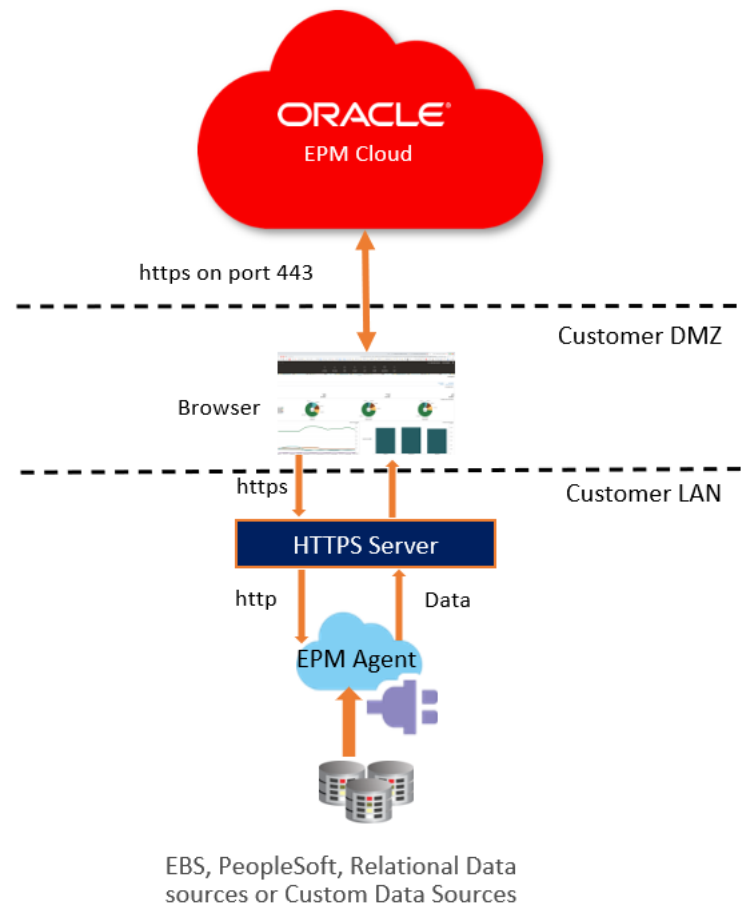 ORACLE®
EPM Cloud
https on port 443
Customer DMZ
Browser
https
Customer LAN
HTTPS Server
http
Data
EPM Agent
EBS, PeopleSoft, Relational Data
sources or Custom Data Sources